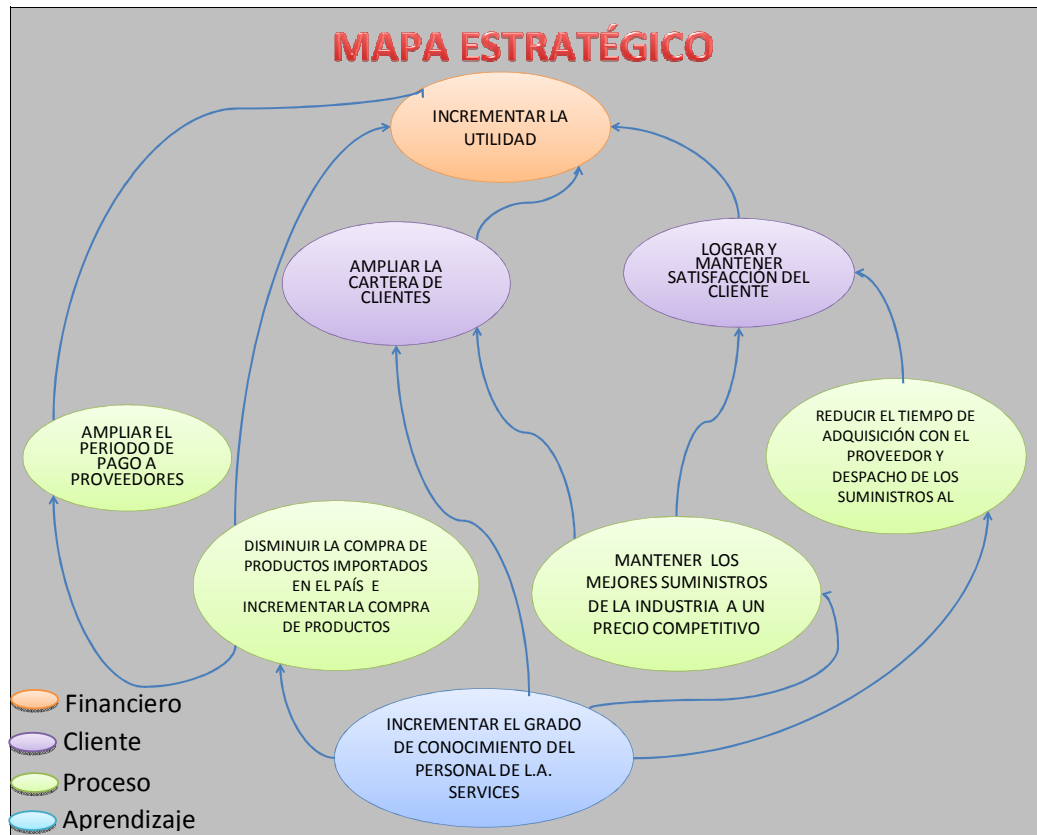 MAPA ESTRATÉGICO
INCREMENTAR LA
UTILIDAD
AMPLIAR LA
CARTERA DE
CLIENTES
LOGRAR Y
MANTENER
SATISFACCIÓN DEL
CLIENTE
AMPLIAR EL
PERIODO DE
PAGO A
PROVEEDORES
REDUCIR EL TIEMPO DE
ADQUISICIÓN CON EL
PROVEEDOR Y
DESPACHO DE LOS
SUMINISTROS AL
DISMINUIR LA COMPRA DE
PRODUCTOS IMPORTADOS
EN EL PAÍS E
INCREMENTAR LA COMPRA
DE PRODUCTOS
MANTENER LOS
MEJORES SUMINISTROS
DE LA INDUSTRIA A UN
PRECIO COMPETITIVO
INCREMENTAR EL GRADO
DE CONOCIMIENTO DEL
PERSONAL DE L.A.
SERVICES
Financiero
Cliente
Proceso
Aprendizaje